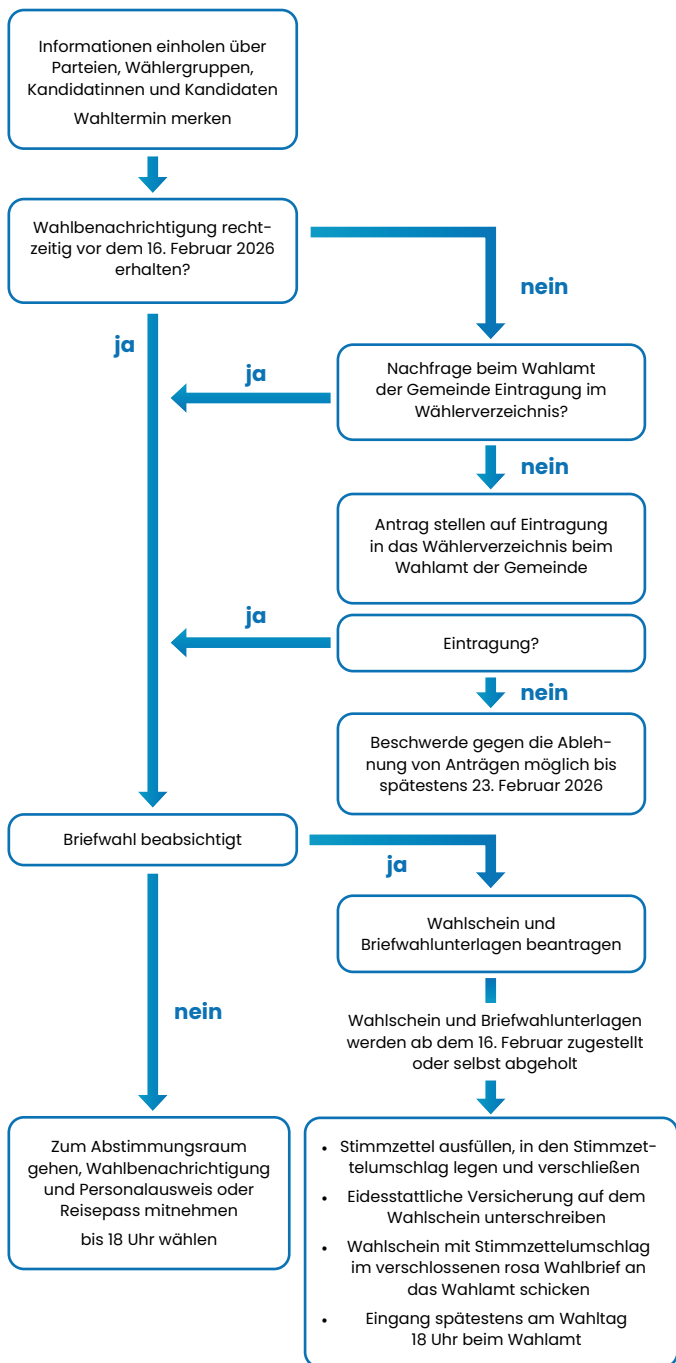 Informationen einholen über
Parteien, Wählergruppen,
Kandidatinnen und Kandidaten
Wahltermin merken
Wahlbenachrichtigung recht-
zeitig vor dem 16. Februar 2026
erhalten?
nein
ja
ja
Nachfrage beim Wahlamt
der Gemeinde Eintragung im
Wählerverzeichnis?
nein
Antrag stellen auf Eintragung
in das Wählerverzeichnis beim
Wahlamt der Gemeinde
ja
Eintragung?
nein
Beschwerde gegen die Ableh-
nung von Anträgen möglich bis
spätestens 23. Februar 2026
Briefwahl beabsichtigt
ja
Wahlschein und
Briefwahlunterlagen beantragen
nein
Wahlschein und Briefwahlunterlagen
werden ab dem 16. Februar zugestellt
oder selbst abgeholt
Zum Abstimmungsraum
gehen, Wahlbenachrichtigung
und Personalausweis oder
Reisepass mitnehmen
bis 18 Uhr wählen
• Stimmzettel ausfüllen, in den Stimmzet-
telumschlag legen und verschließen
• Eidesstattliche Versicherung auf dem
Wahlschein unterschreiben
• Wahlschein mit Stimmzettelumschlag
im verschlossenen rosa Wahlbrief an
das Wahlamt schicken
• Eingang spätestens am Wahltag
18 Uhr beim Wahlamt